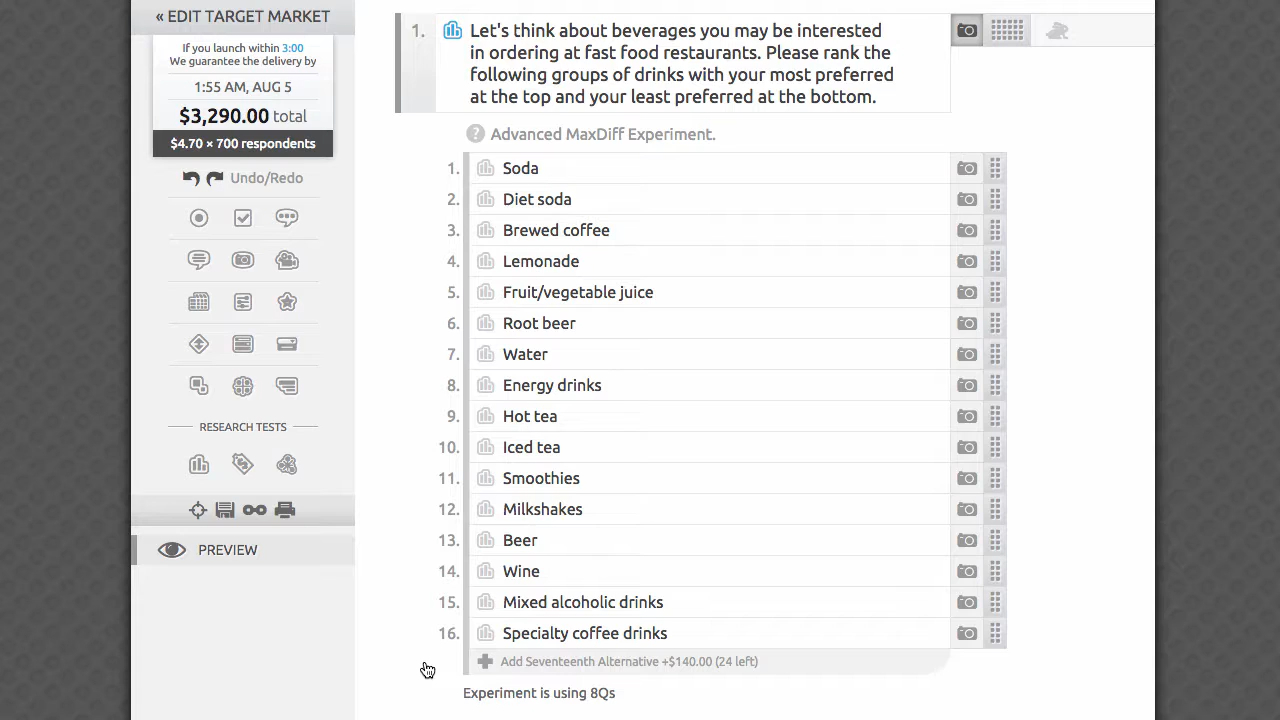 « EDIT TARGET MARKET
If you launch within 3:00
We guarantee the delivery by
1:55 AM, AUG 5
$3,290.00 total
$4.70 × 700 respondents
Undo/Redo
RESEARCH TESTS
PREVIEW
1. Let's think about beverages you may be interested
in ordering at fast food restaurants. Please rank the
following groups of drinks with your most preferred
at the top and your least preferred at the bottom.
? Advanced MaxDiff Experiment.
1. Soda
2. Diet soda
3. Brewed coffee
4. Lemonade
5. Fruit/vegetable juice
6. Root beer
7. Water
8. Energy drinks
9. Hot tea
10. Iced tea
11. Smoothies
12. Milkshakes
13. Beer
14. Wine
15. Mixed alcoholic drinks
16. Specialty coffee drinks
Add Seventeenth Alternative +$140.00 (24 left)
Experiment is using 8Qs